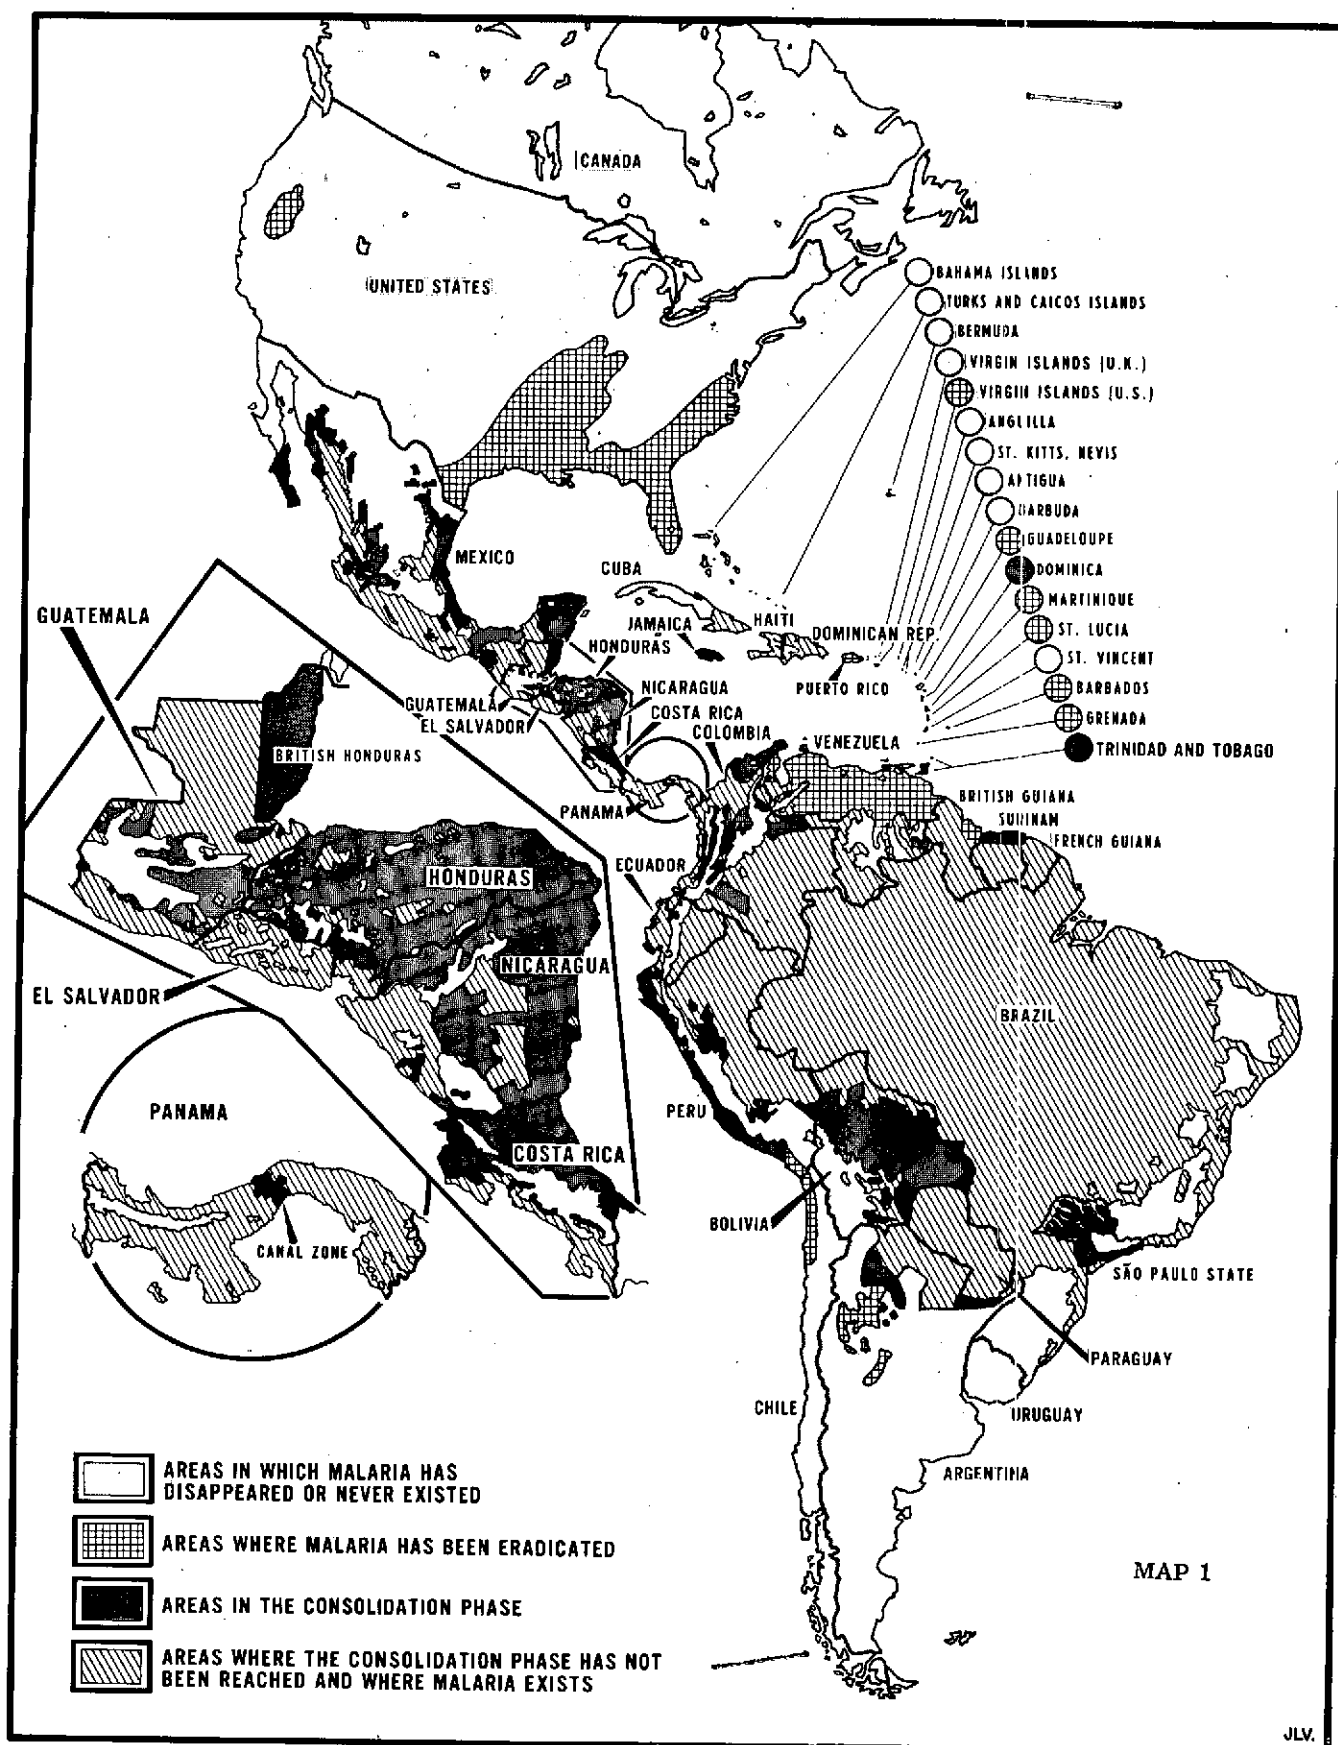 CANADA
UNITED STATES
BAHAMA ISLANDS
TURKS AND CAICOS ISLANDS
BERMUDA
VIRGIN ISLANDS (U.K.)
VIRGIN ISLANDS (U.S.)
ANGUILLA
ST. KITTS, NEVIS
ANTIGUA
BARBUDA
GUADELOUPE
DOMINICA
MARTINIQUE
ST. LUCIA
ST. VINCENT
BARBADOS
GRENADA
TRINIDAD AND TOBAGO
MEXICO
CUBA
HAITI
JAMAICA
DOMINICAN REP.
HONDURAS
PUERTO RICO
NICARAGUA
GUATEMALA
COSTA RICA
EL SALVADOR
COLOMBIA
VENEZUELA
PANAMA
BRITISH GUIANA
SURINAM
FRENCH GUIANA
ECUADOR
BRAZIL
PERU
BOLIVIA
SÃO PAULO STATE
PARAGUAY
CHILE
URUGUAY
ARGENTINA
GUATEMALA
BRITISH HONDURAS
HONDURAS
NICARAGUA
EL SALVADOR
COSTA RICA
PANAMA
CANAL ZONE
AREAS IN WHICH MALARIA HAS
DISAPPEARED OR NEVER EXISTED
AREAS WHERE MALARIA HAS BEEN ERADICATED
AREAS IN THE CONSOLIDATION PHASE
AREAS WHERE THE CONSOLIDATION PHASE HAS NOT
BEEN REACHED AND WHERE MALARIA EXISTS
MAP 1
JLV.